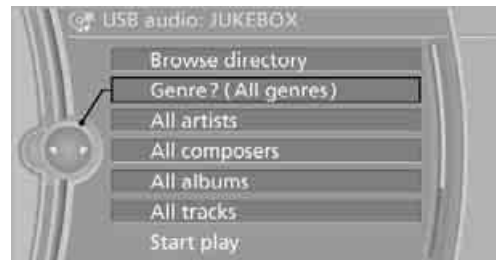 USB audio: JUKEBOX
Browse directory
Genre? ( All genres )
All artists
All composers
All albums
All tracks
Start play